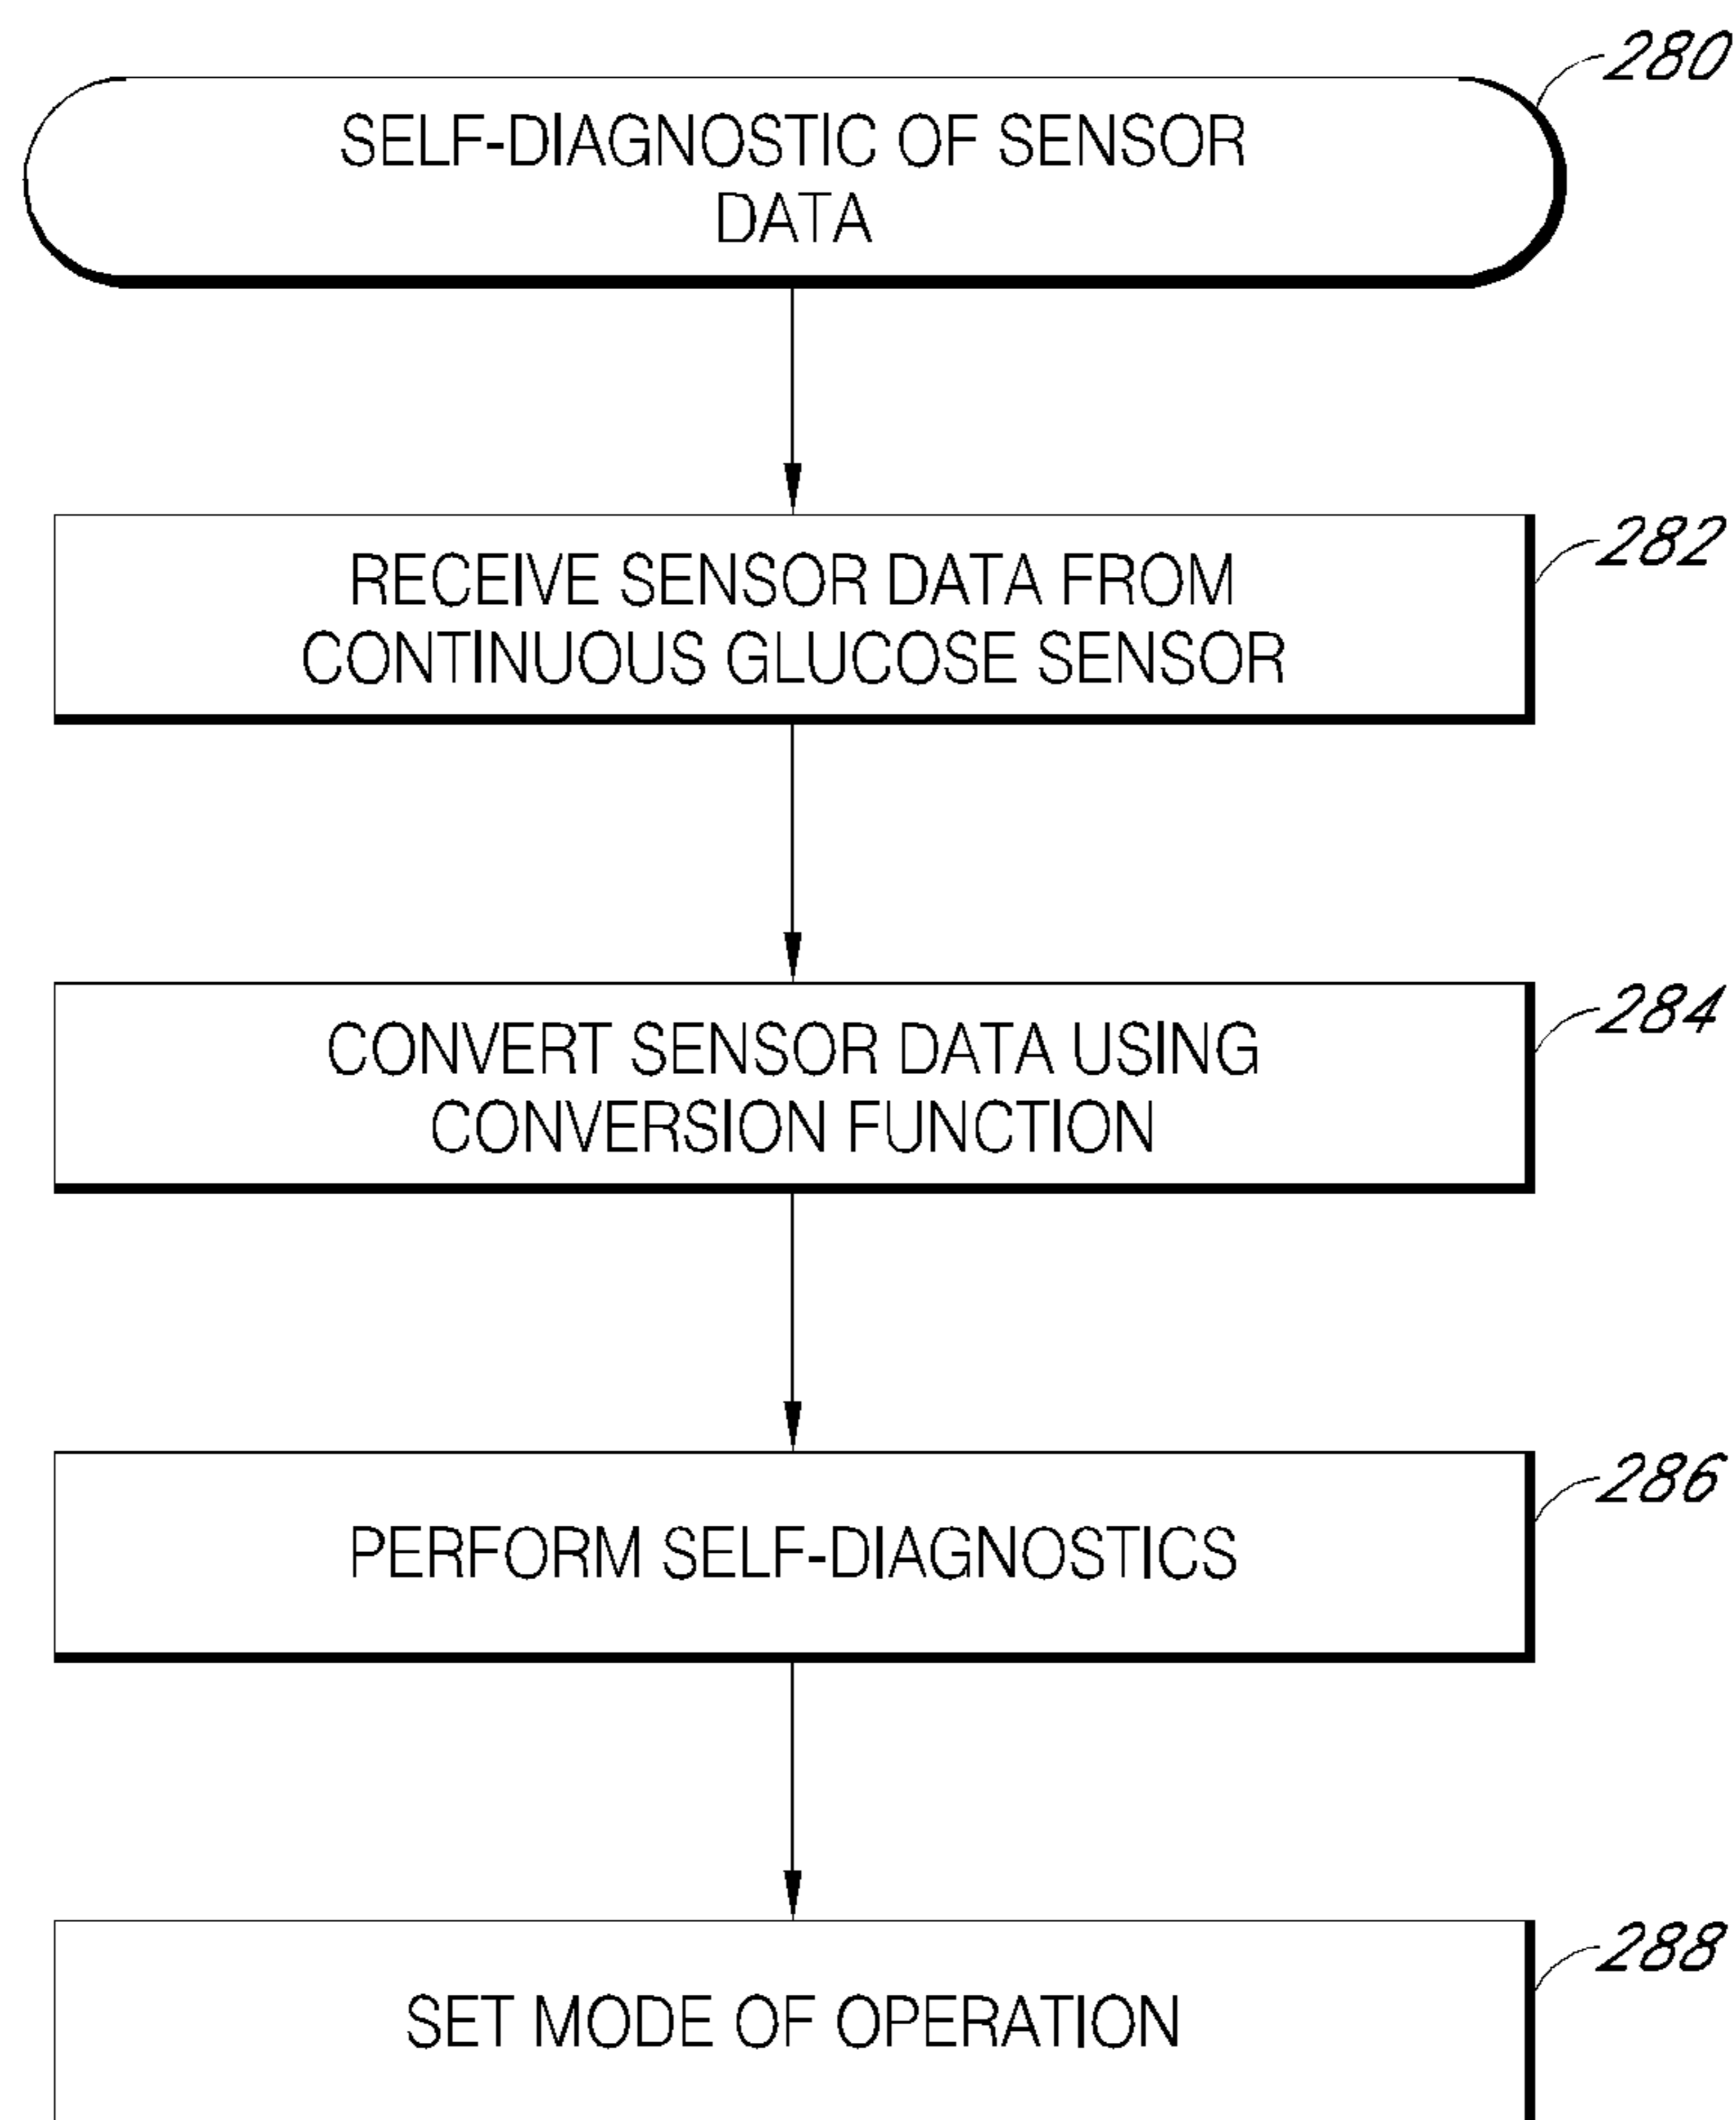 280
SELF-DIAGNOSTIC OF SENSOR
DATA
282
RECEIVE SENSOR DATA FROM
CONTINUOUS GLUCOSE SENSOR
284
CONVERT SENSOR DATA USING
CONVERSION FUNCTION
286
PERFORM SELF-DIAGNOSTICS
288
SET MODE OF OPERATION